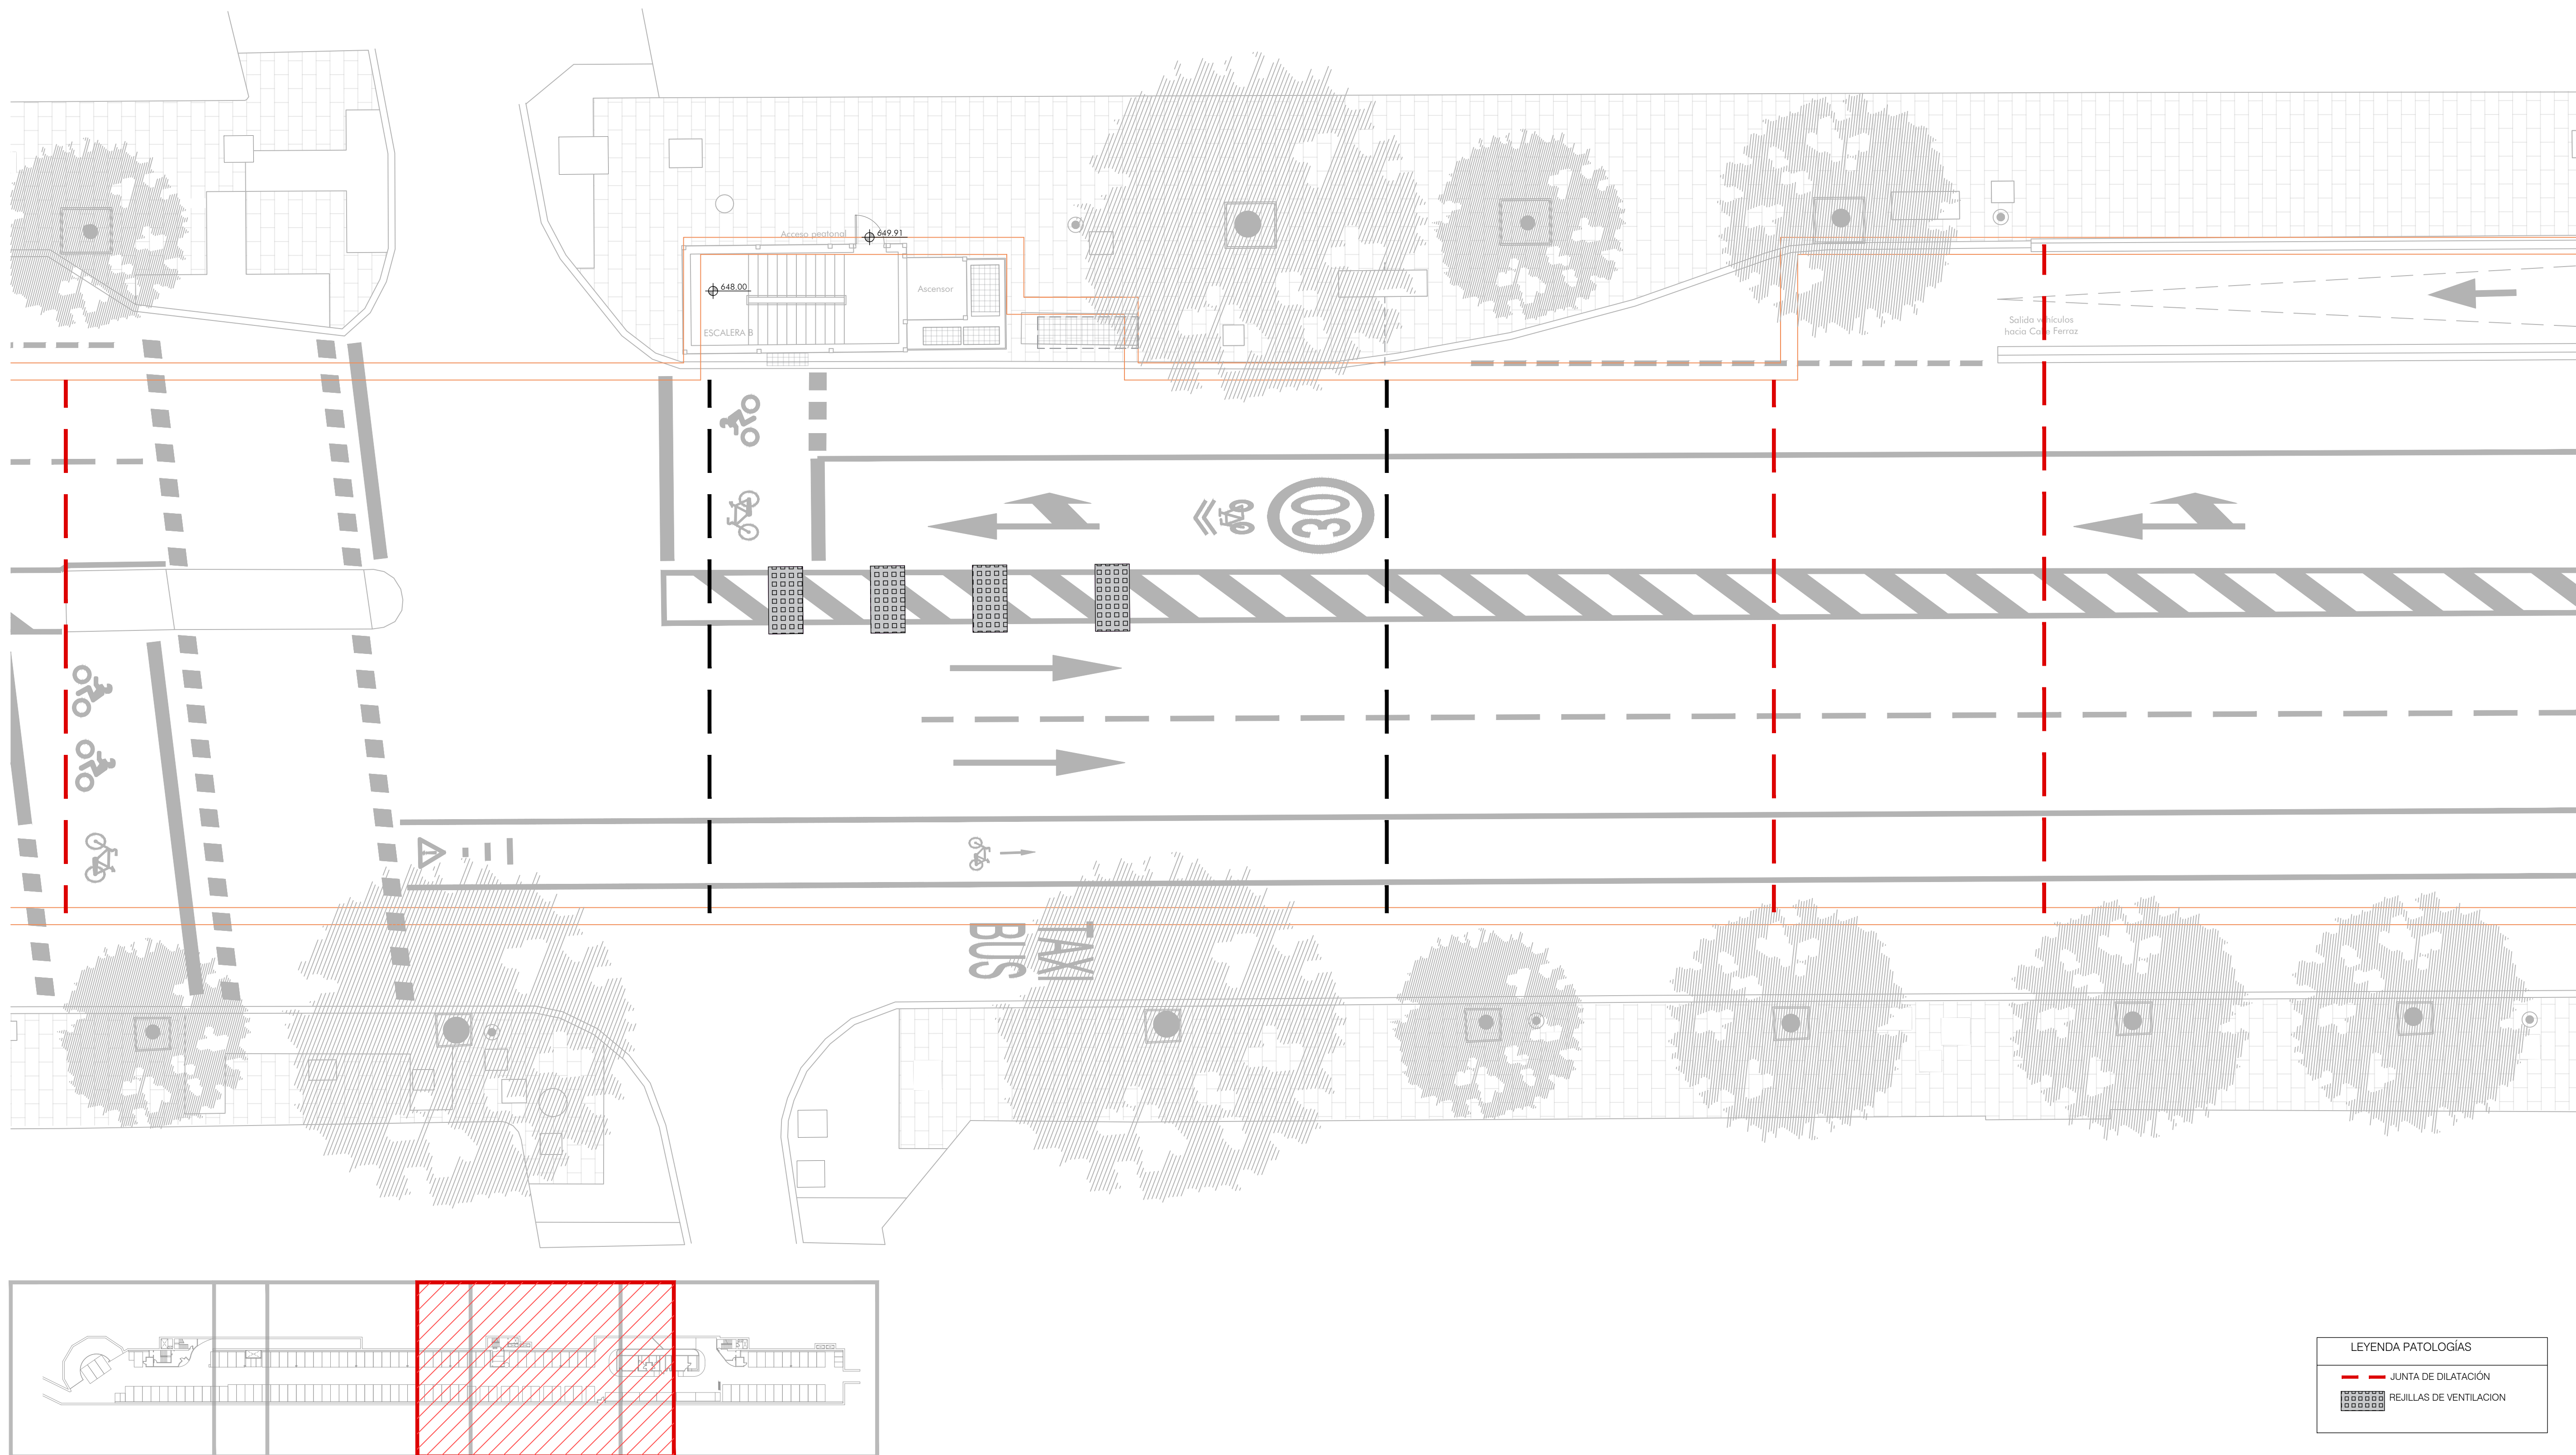 Acceso peatonal
649.91
648.00
Ascensor
ESCALERA B
Salida vehiculos
hacia Calle Ferraz
30
BUS
TAXI
LEYENDA PATOLOGÍAS
JUNTA DE DILATACIÓN
REJILLAS DE VENTILACION